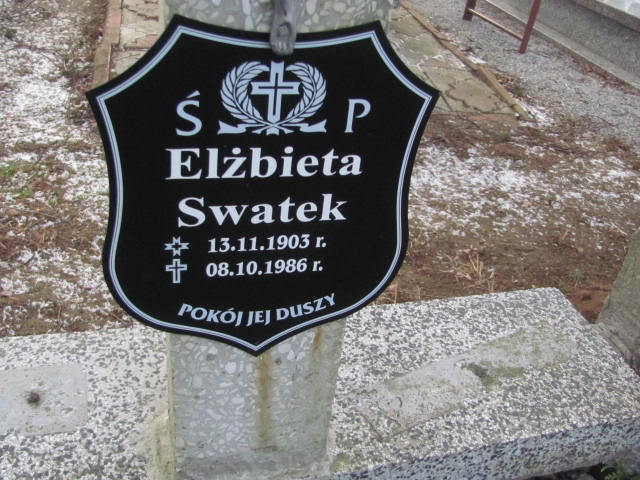 Ś P
Elżbieta
Swatek
13.11.1903 r.
08.10.1986 r.
POKÓJ JEJ DUSZY